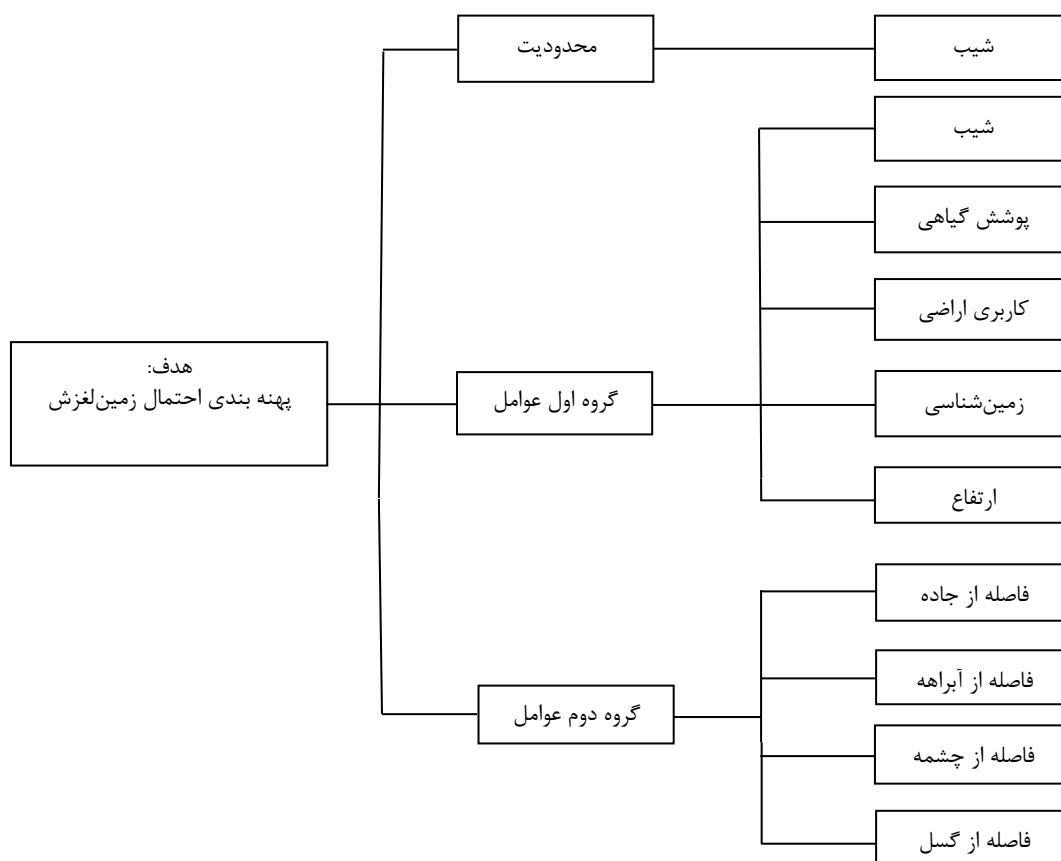 محدودیت
شیب
شیب
پوشش گیاهی
کاربری اراضی
هدف:
پهنه بندی احتمال زمین‌لغزش
گروه اول عوامل
زمین‌شناسی
ارتفاع
فاصله از جاده
فاصله از آبراهه
گروه دوم عوامل
فاصله از چشمه
فاصله از گسل